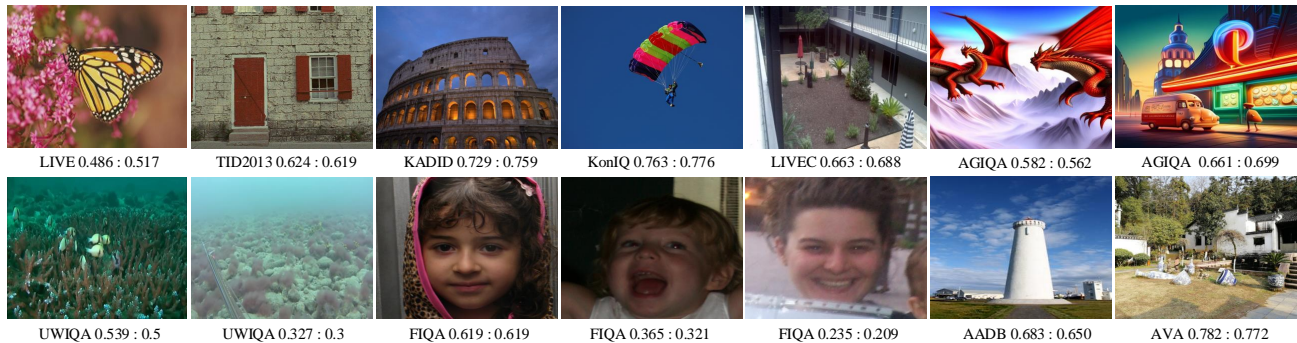 LIVE 0.486 : 0.517
TID2013 0.624 : 0.619
KADID 0.729 : 0.759
KonIQ 0.763 : 0.776
LIVEC 0.663 : 0.688
AGIQA 0.582 : 0.562
AGIQA 0.661 : 0.699
UWIQA 0.539 : 0.5
UWIQA 0.327 : 0.3
FIQA 0.619 : 0.619
FIQA 0.365 : 0.321
FIQA 0.235 : 0.209
AADB 0.683 : 0.650
AVA 0.782 : 0.772